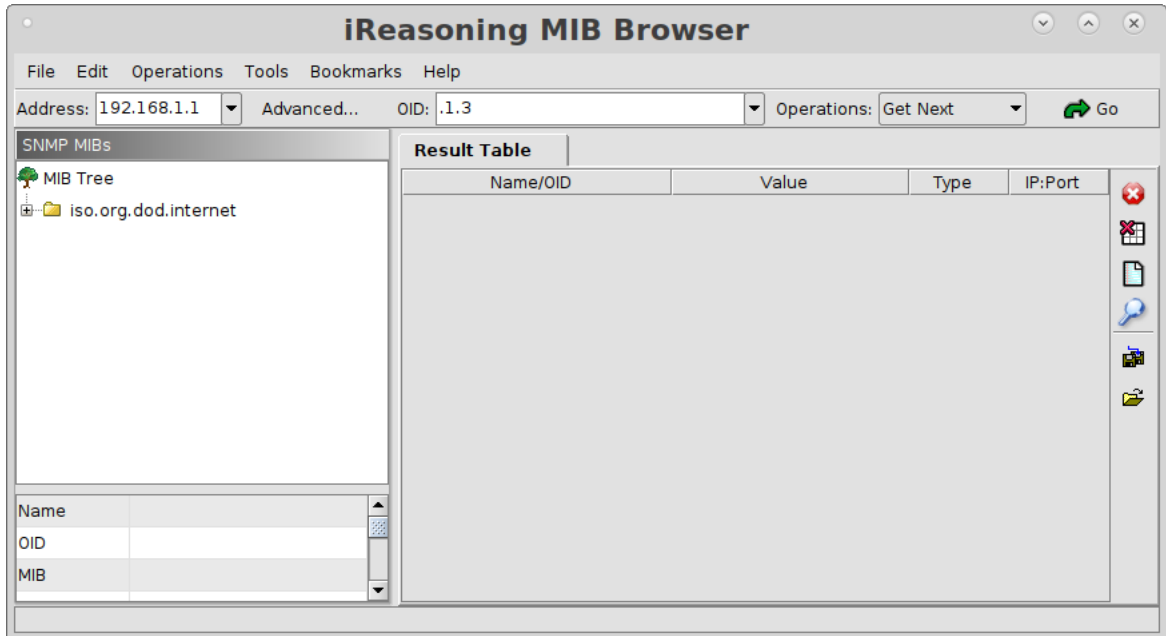 iReasoning MIB Browser
File Edit Operations Tools Bookmarks Help
Address: 192.168.1.1 Advanced... OID: .1.3 Operations: Get Next Go
SNMP MIBs
Result Table
MIB Tree
Name/OID Value Type IP:Port
iso.org.dod.internet
Name
OID
MIB